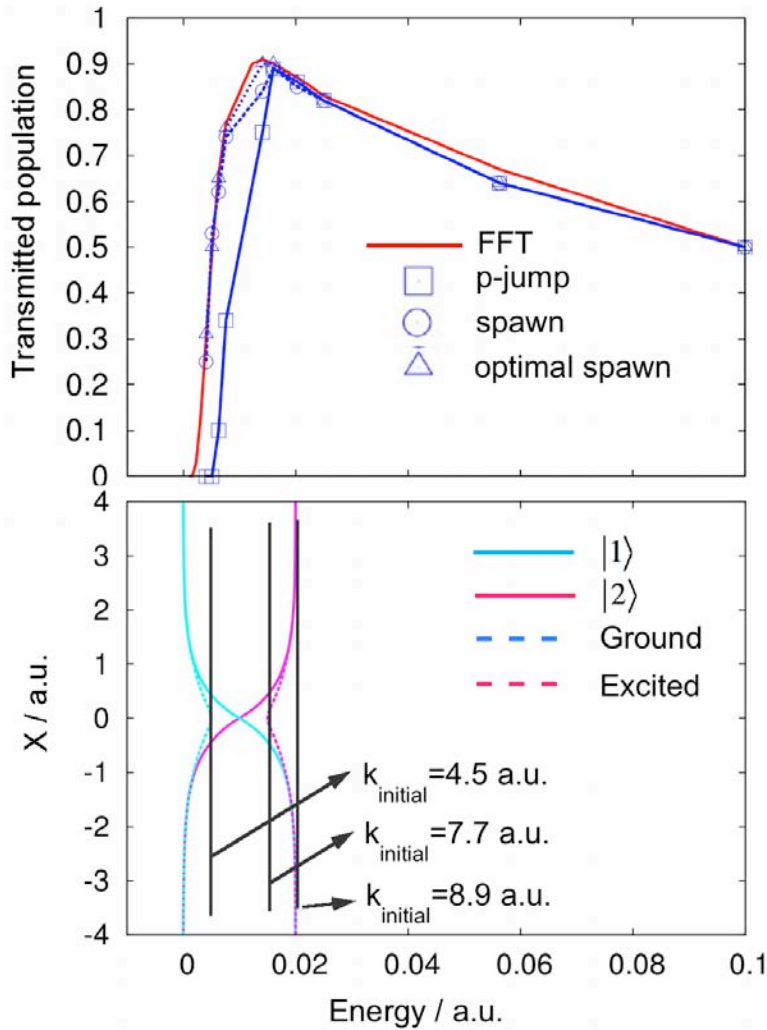 Transmitted population
1
0.9
0.8
0.7
0.6
0.5
0.4
0.3
0.2
0.1
0
FFT
p-jump
spawn
optimal spawn
X / a.u.
4
3
2
1
0
-1
-2
-3
-4
|1⟩
|2⟩
Ground
Excited
k_initial=4.5 a.u.
k_initial=7.7 a.u.
k_initial=8.9 a.u.
0 0.02 0.04 0.06 0.08 0.1
Energy / a.u.